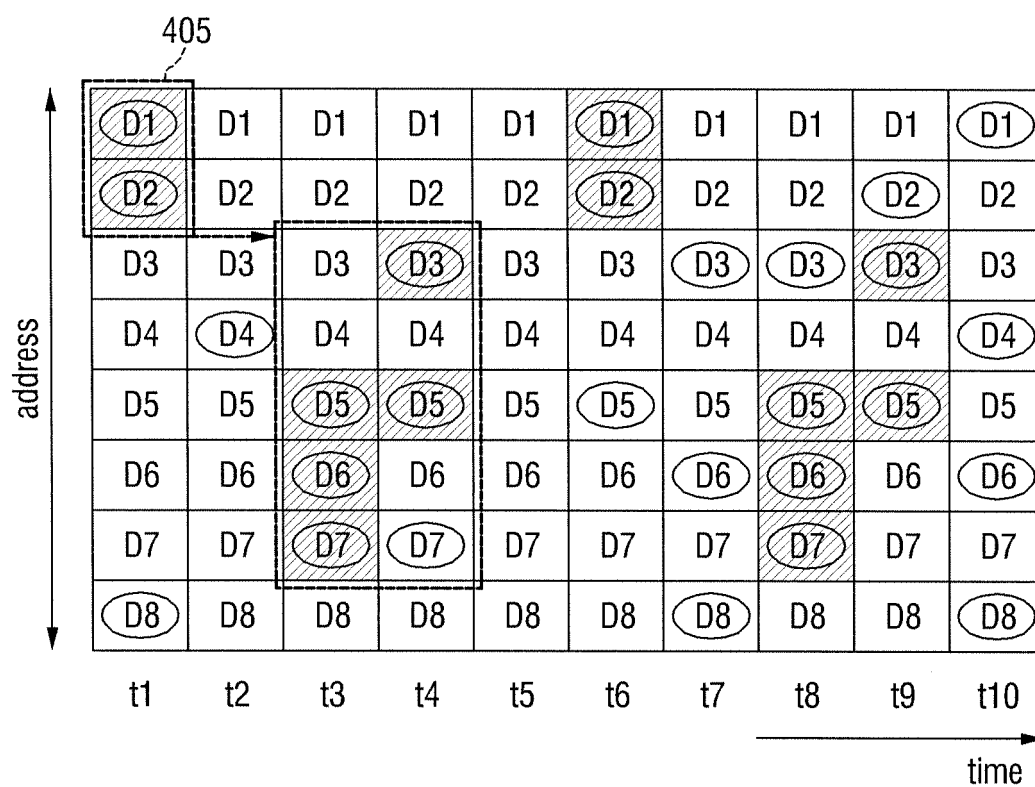 405
D1 D1 D1 D1 D1 D1 D1 D1 D1 D1
D2 D2 D2 D2 D2 D2 D2 D2 D2 D2
D3 D3 D3 D3 D3 D3 D3 D3 D3 D3
D4 D4 D4 D4 D4 D4 D4 D4 D4 D4
address
D5 D5 D5 D5 D5 D5 D5 D5 D5 D5
D6 D6 D6 D6 D6 D6 D6 D6 D6 D6
D7 D7 D7 D7 D7 D7 D7 D7 D7 D7
D8 D8 D8 D8 D8 D8 D8 D8 D8 D8
t1 t2 t3 t4 t5 t6 t7 t8 t9 t10
time